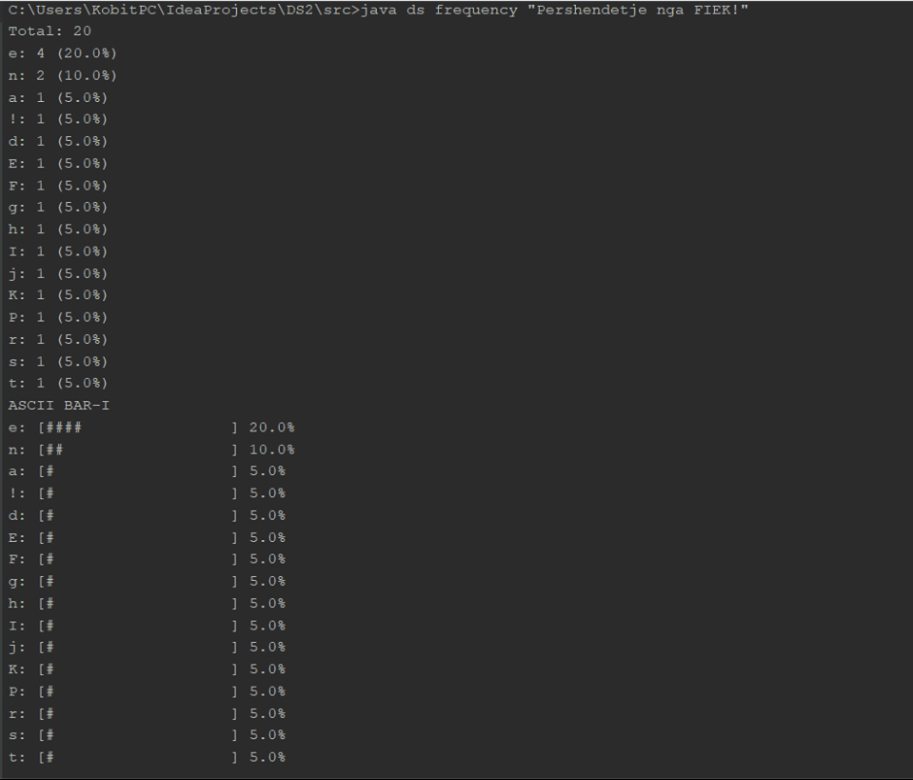 C:\Users\KobitPC\IdeaProjects\DS2\src>java ds frequency "Pershendetje nga FIEK!"
Total: 20
e: 4 (20.0%)
n: 2 (10.0%)
a: 1 (5.0%)
!: 1 (5.0%)
d: 1 (5.0%)
E: 1 (5.0%)
F: 1 (5.0%)
g: 1 (5.0%)
h: 1 (5.0%)
I: 1 (5.0%)
j: 1 (5.0%)
K: 1 (5.0%)
P: 1 (5.0%)
r: 1 (5.0%)
s: 1 (5.0%)
t: 1 (5.0%)
ASCII BAR-I
e: [####                ] 20.0%
n: [##                  ] 10.0%
a: [#                   ] 5.0%
!: [#                   ] 5.0%
d: [#                   ] 5.0%
E: [#                   ] 5.0%
F: [#                   ] 5.0%
g: [#                   ] 5.0%
h: [#                   ] 5.0%
I: [#                   ] 5.0%
j: [#                   ] 5.0%
K: [#                   ] 5.0%
P: [#                   ] 5.0%
r: [#                   ] 5.0%
s: [#                   ] 5.0%
t: [#                   ] 5.0%